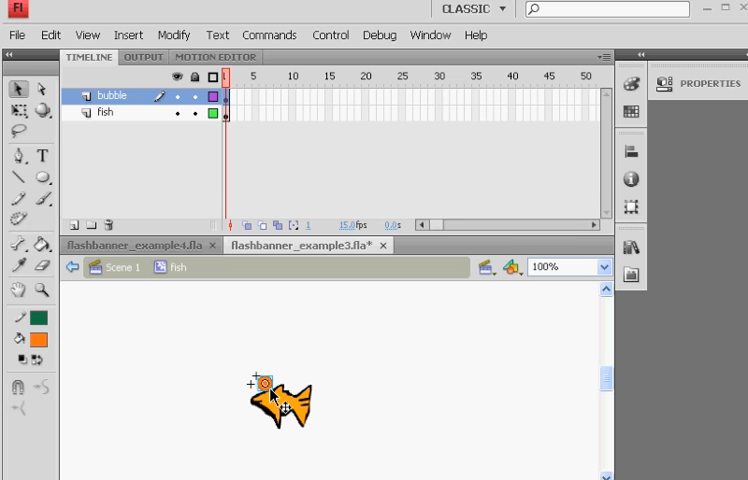 Fl
CLASSIC
File Edit View Insert Modify Text Commands Control Debug Window Help
TIMELINE OUTPUT MOTION EDITOR
PROPERTIES
1 5 10 15 20 25 30 35 40 45 50
bubble
fish
1 15.0fps 0.0s
flashbanner_example4.fla × flashbanner_example3.fla* ×
Scene 1 fish 100%
T